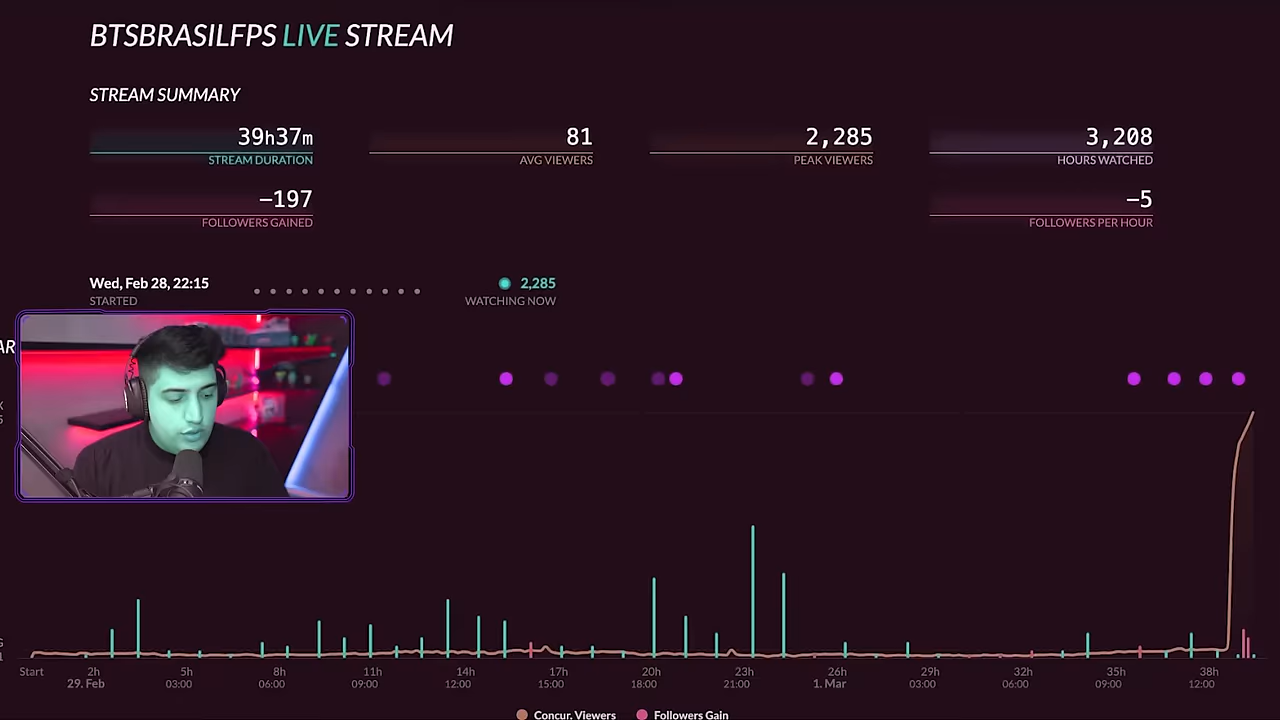 BTSBRASILFPS LIVE STREAM
STREAM SUMMARY
39h37m 81 2,285 3,208
STREAM DURATION AVG VIEWERS PEAK VIEWERS HOURS WATCHED
−197 −5
FOLLOWERS GAINED FOLLOWERS PER HOUR
Wed, Feb 28, 22:15 2,285
STARTED WATCHING NOW
Start 2h 5h 8h 11h 14h 17h 20h 23h 26h 29h 32h 35h 38h
29. Feb 03:00 06:00 09:00 12:00 15:00 18:00 21:00 1. Mar 03:00 06:00 09:00 12:00
Concur. Viewers Followers Gain